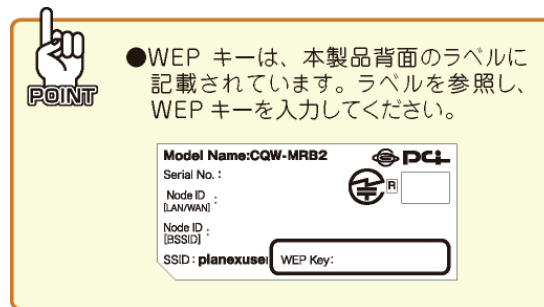 POINT
●WEP キーは、本製品背面のラベルに
記載されています。ラベルを参照し、
WEP キーを入力してください。
Model Name:CQW-MRB2
PCi
Serial No. :
R
Node ID :
[LAN/WAN]
Node ID :
[BSSID]
SSID : planexuser
WEP Key: